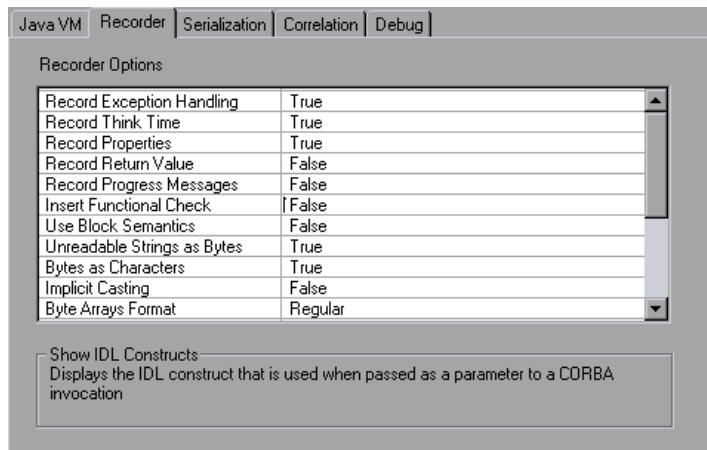 Java VM Recorder Serialization Correlation Debug
Recorder Options
Record Exception Handling True
Record Think Time True
Record Properties True
Record Return Value False
Record Progress Messages False
Insert Functional Check False
Use Block Semantics False
Unreadable Strings as Bytes True
Bytes as Characters True
Implicit Casting False
Byte Arrays Format Regular
Show IDL Constructs
Displays the IDL construct that is used when passed as a parameter to a CORBA
invocation